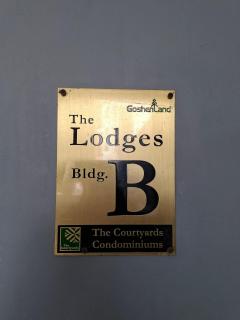 GoshenLand
The
Lodges
Bldg.
B
The Courtyards
Condominiums